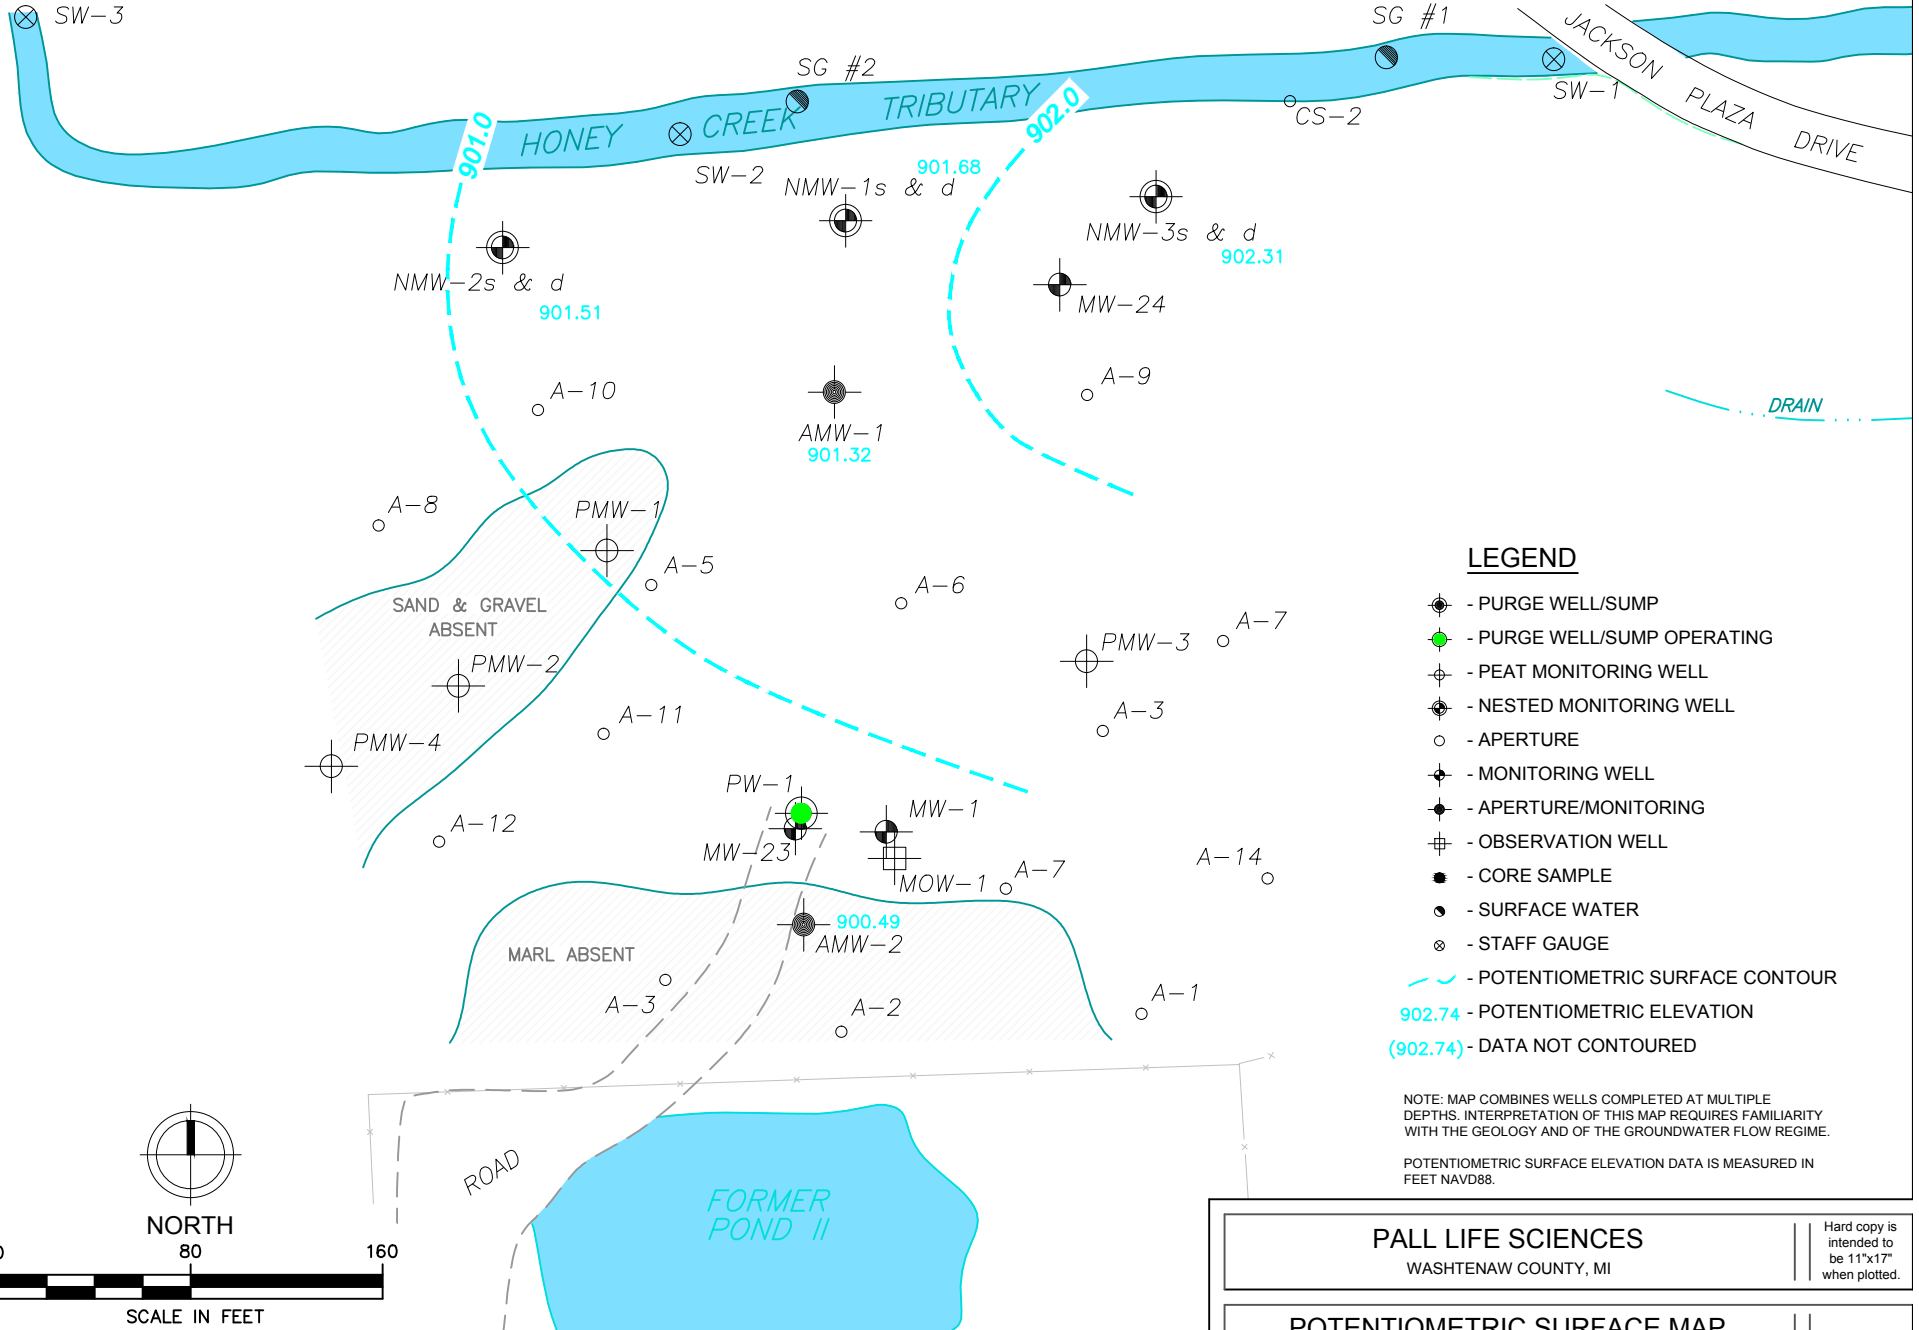 SW-3
SG #1
JACKSON
PLAZA
DRIVE
SG #2
SW-1
CS-2
HONEY
CREEK
TRIBUTARY
901.0
902.0
SW-2
901.68
NMW-1s & d
NMW-3s & d
902.31
NMW-2s & d
901.51
MW-24
A-10
A-9
DRAIN
AMW-1
901.32
A-8
PMW-1
A-5
A-6
SAND & GRAVEL
ABSENT
PMW-2
PMW-3
A-7
A-11
A-3
PMW-4
PW-1
MW-1
A-12
MW-23
MOW-1
A-7
A-14
900.49
AMW-2
MARL ABSENT
A-3
A-2
A-1
LEGEND
- PURGE WELL/SUMP
- PURGE WELL/SUMP OPERATING
- PEAT MONITORING WELL
- NESTED MONITORING WELL
- APERTURE
- MONITORING WELL
- APERTURE/MONITORING
- OBSERVATION WELL
- CORE SAMPLE
- SURFACE WATER
- STAFF GAUGE
- POTENTIOMETRIC SURFACE CONTOUR
902.74 - POTENTIOMETRIC ELEVATION
(902.74) - DATA NOT CONTOURED
NOTE: MAP COMBINES WELLS COMPLETED AT MULTIPLE
DEPTHS. INTERPRETATION OF THIS MAP REQUIRES FAMILIARITY
WITH THE GEOLOGY AND OF THE GROUNDWATER FLOW REGIME.
POTENTIOMETRIC SURFACE ELEVATION DATA IS MEASURED IN
FEET NAVD88.
ROAD
FORMER
POND II
NORTH
0 80 160
SCALE IN FEET
PALL LIFE SCIENCES
WASHTENAW COUNTY, MI
Hard copy is
intended to
be 11"x17"
when plotted.
POTENTIOMETRIC SURFACE MAP